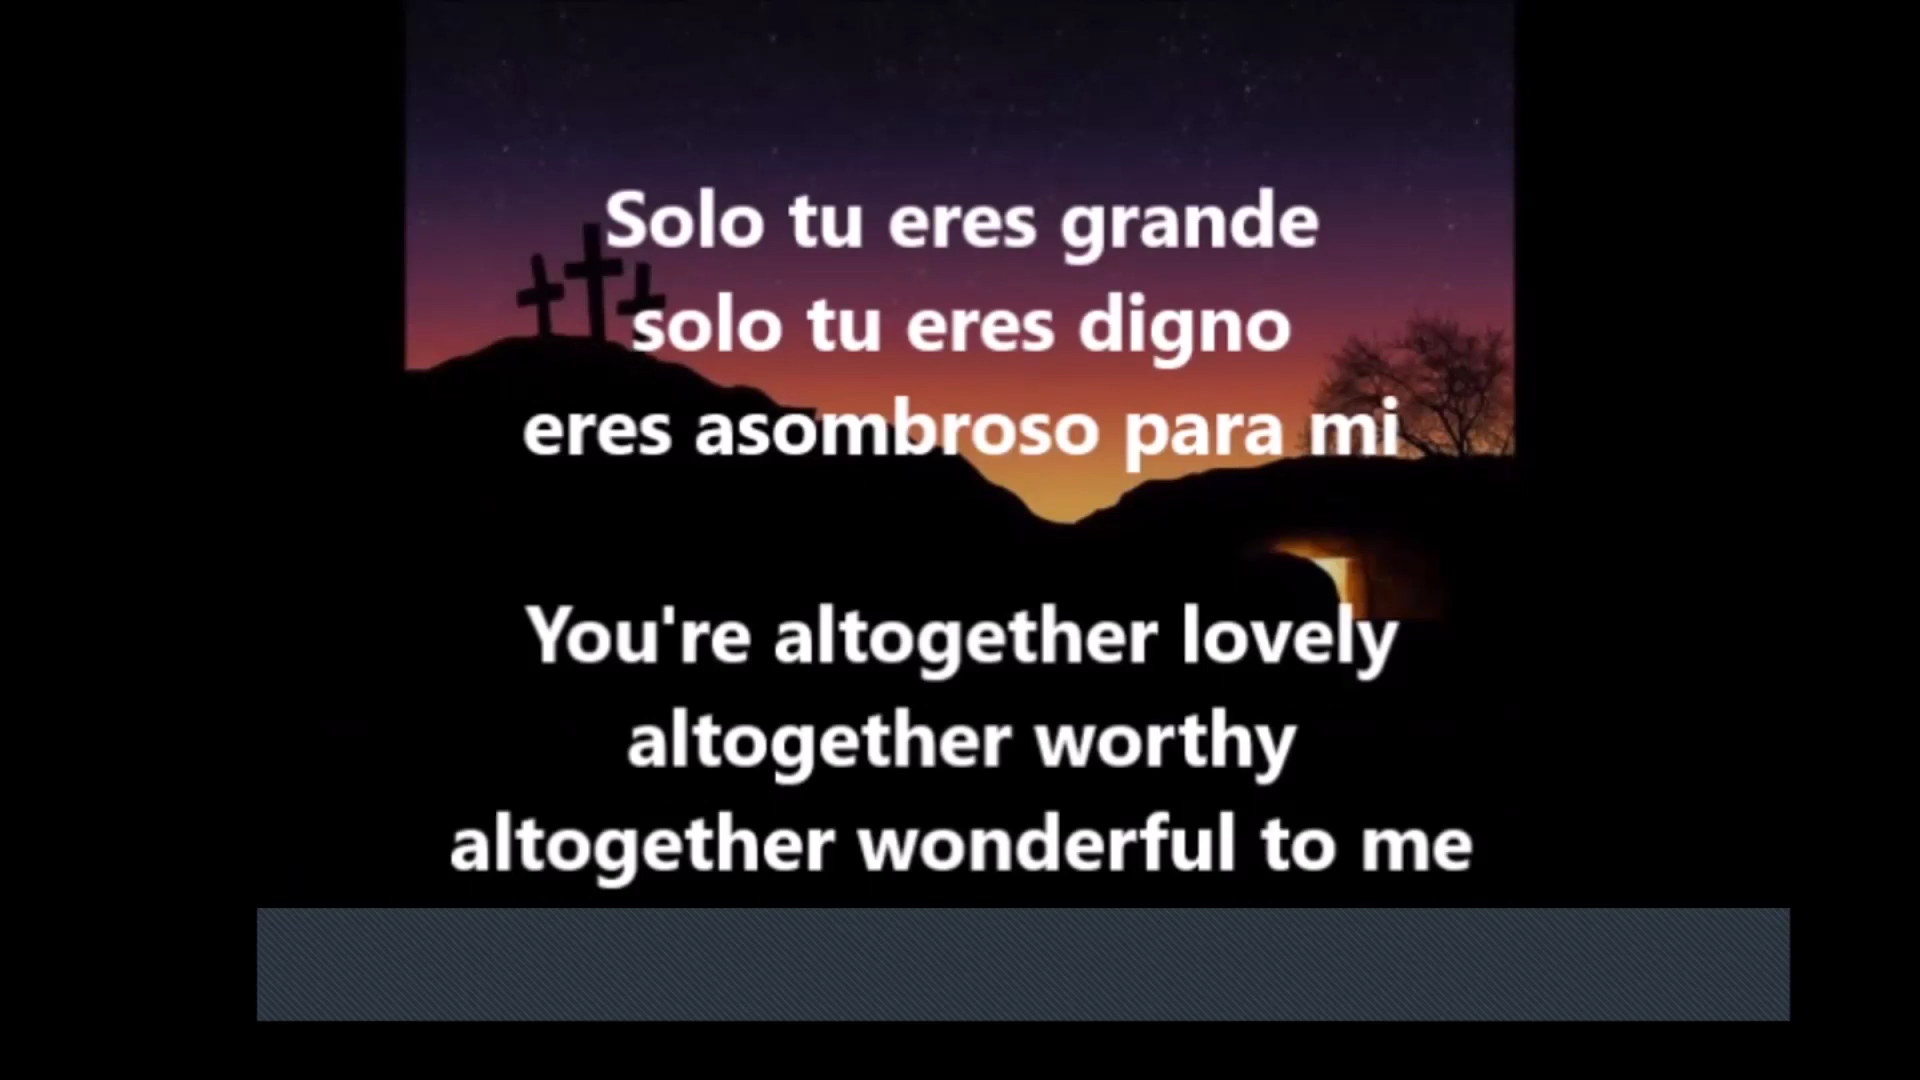 Solo tu eres grande
solo tu eres digno
eres asombroso para mi
You're altogether lovely
altogether worthy
altogether wonderful to me